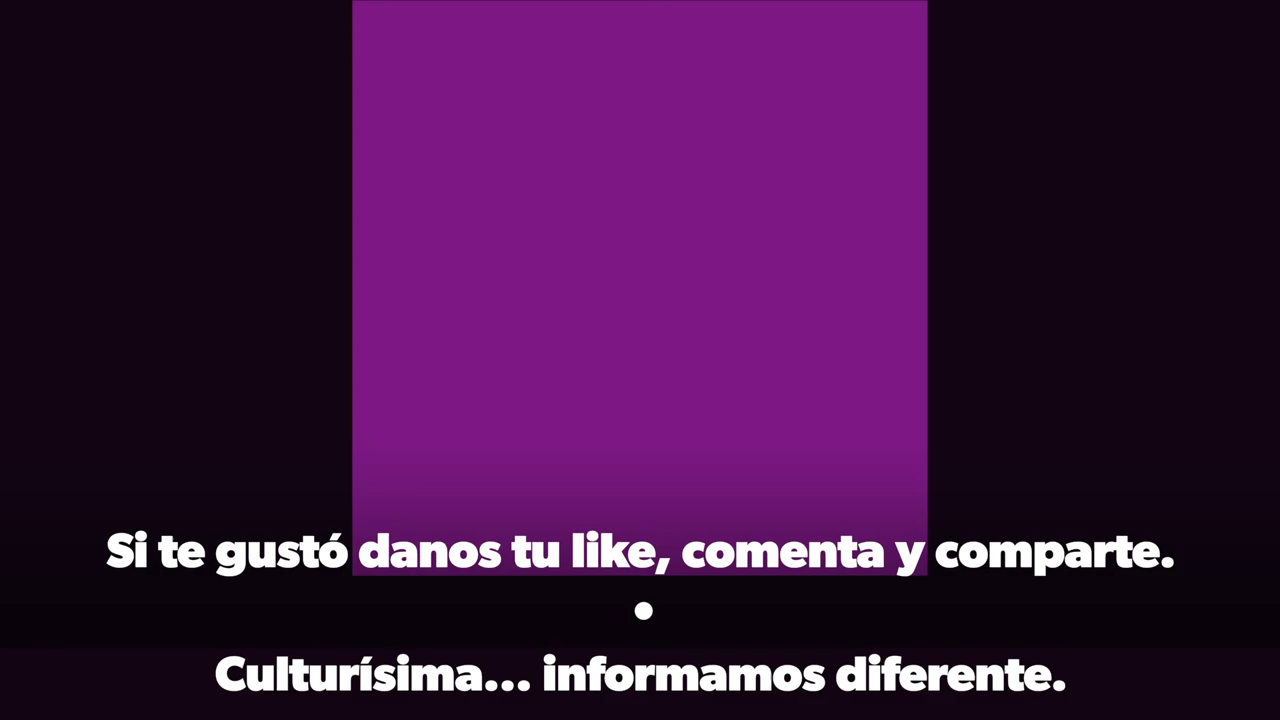 Si te gustó danos tu like, comenta y comparte.
•
Culturísima... informamos diferente.